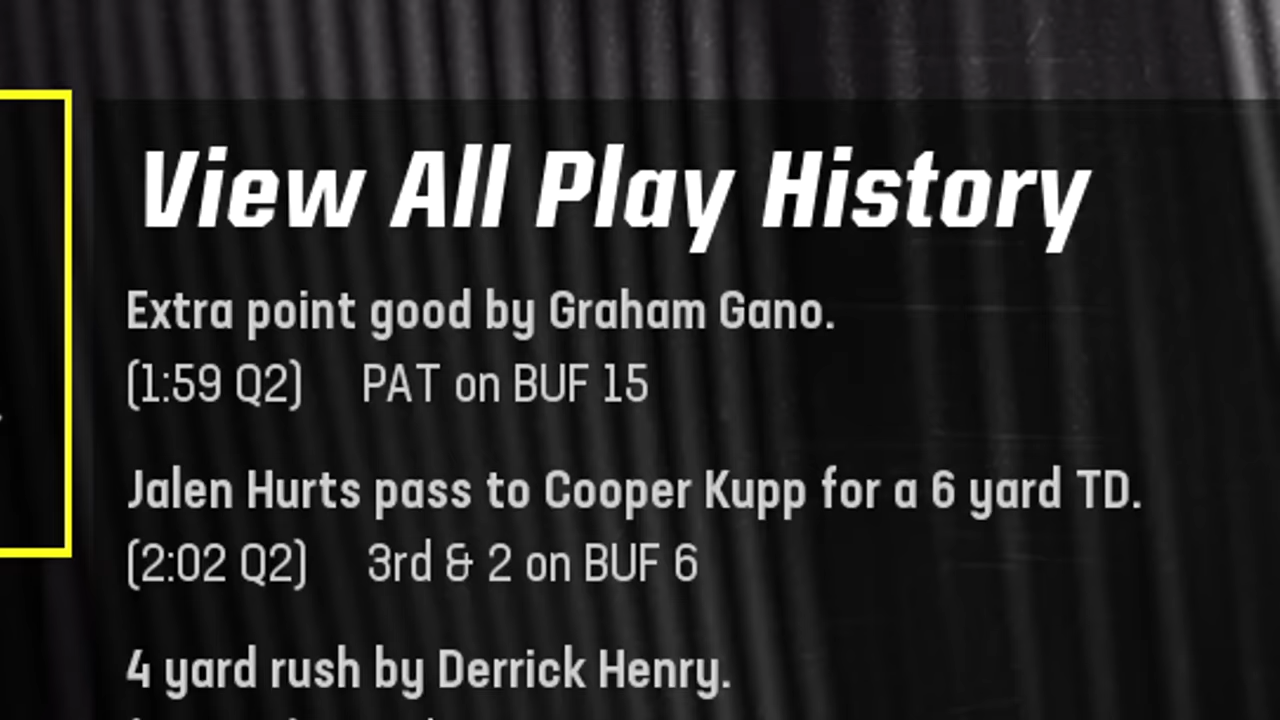 View All Play History
Extra point good by Graham Gano.
(1:59 Q2) PAT on BUF 15
Jalen Hurts pass to Cooper Kupp for a 6 yard TD.
(2:02 Q2) 3rd & 2 on BUF 6
4 yard rush by Derrick Henry.